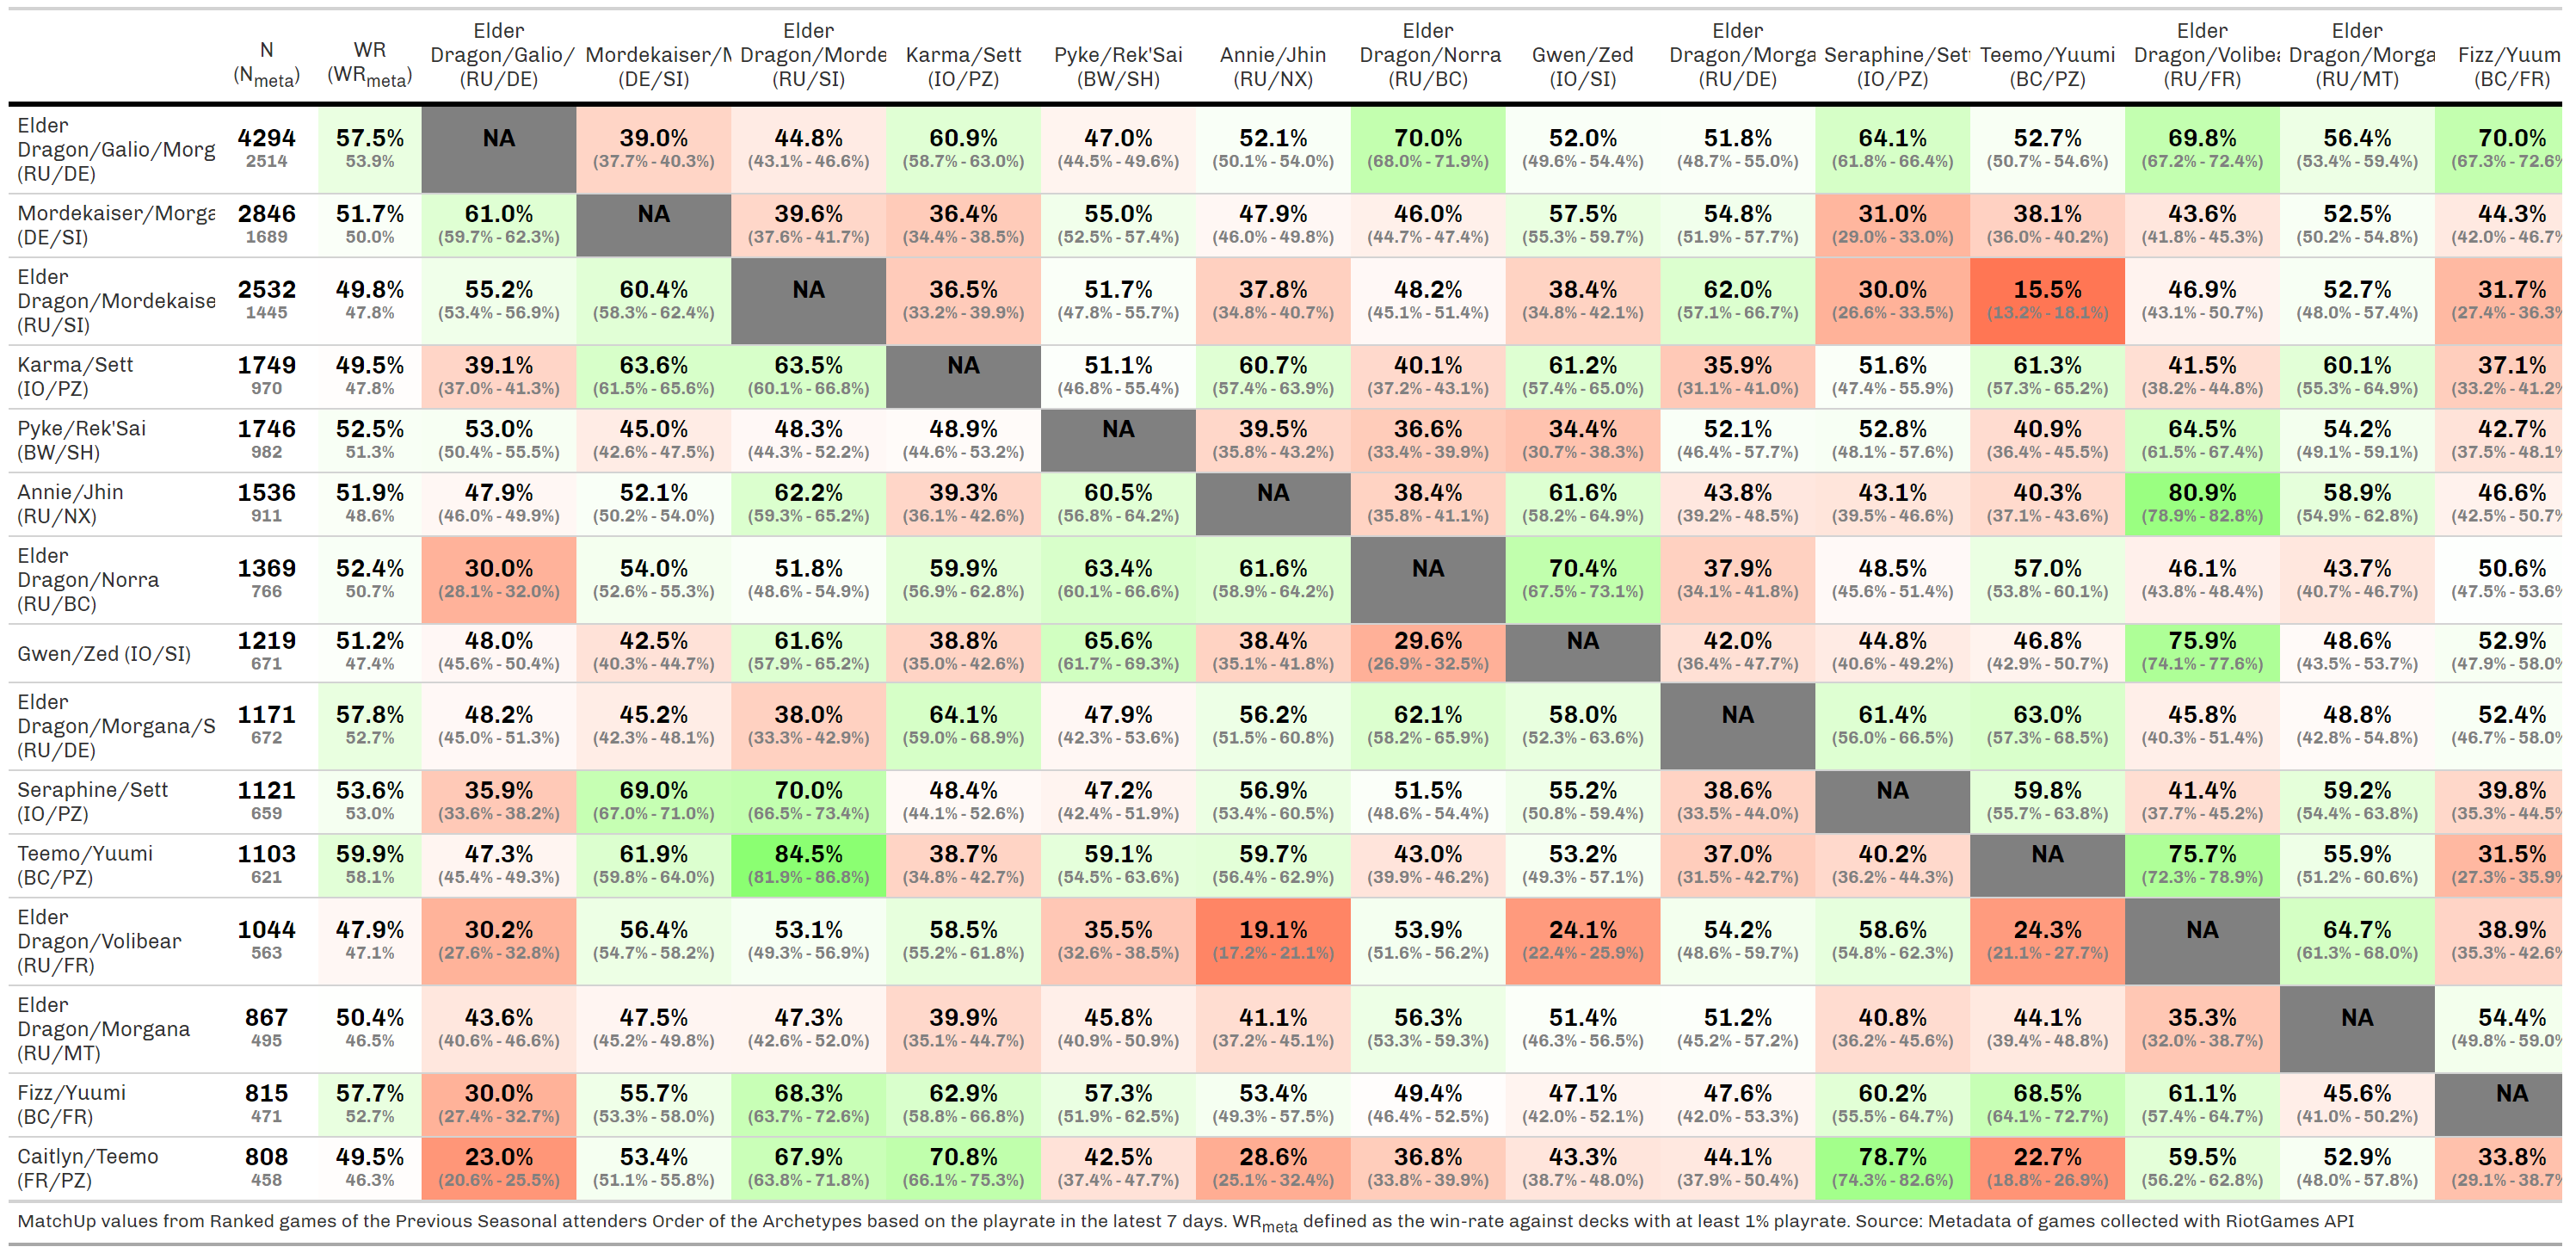 N (N_meta) WR (WR_meta) Elder Dragon/Galio/ (RU/DE) Mordekaiser/M (DE/SI) Elder Dragon/Morde (RU/SI) Karma/Sett (IO/PZ) Pyke/Rek'Sai (BW/SH) Annie/Jhin (RU/NX) Elder Dragon/Norra (RU/BC) Gwen/Zed (IO/SI) Elder Dragon/Morga (RU/DE) Seraphine/Sett (IO/PZ) Teemo/Yuumi (BC/PZ) Elder Dragon/Volibea (RU/FR) Elder Dragon/Morga (RU/MT) Fizz/Yuum (BC/FR)
Elder Dragon/Galio/Morg (RU/DE) 4294 57.5% NA 39.0% 44.8% 60.9% 47.0% 52.1% 70.0% 52.0% 51.8% 64.1% 52.7% 69.8% 56.4% 70.0%
2514 53.9% (37.7% - 40.3%) (43.1% - 46.6%) (58.7% - 63.0%) (44.5% - 49.6%) (50.1% - 54.0%) (68.0% - 71.9%) (49.6% - 54.4%) (48.7% - 55.0%) (61.8% - 66.4%) (50.7% - 54.6%) (67.2% - 72.4%) (53.4% - 59.4%) (67.3% - 72.6%
Mordekaiser/Morga (DE/SI) 2846 51.7% 61.0% NA 39.6% 36.4% 55.0% 47.9% 46.0% 57.5% 54.8% 31.0% 38.1% 43.6% 52.5% 44.3%
1689 50.0% (59.7% - 62.3%) (37.6% - 41.7%) (34.4% - 38.5%) (52.5% - 57.4%) (46.0% - 49.8%) (44.7% - 47.4%) (55.3% - 59.7%) (51.9% - 57.7%) (29.0% - 33.0%) (36.0% - 40.2%) (41.8% - 45.3%) (50.2% - 54.8%) (42.0% - 46.7%
Elder Dragon/Mordekaise (RU/SI) 2532 49.8% 55.2% 60.4% NA 36.5% 51.7% 37.8% 48.2% 38.4% 62.0% 30.0% 15.5% 46.9% 52.7% 31.7%
1445 47.8% (53.4% - 56.9%) (58.3% - 62.4%) (33.2% - 39.9%) (47.8% - 55.7%) (34.8% - 40.7%) (45.1% - 51.4%) (34.8% - 42.1%) (57.1% - 66.7%) (26.6% - 33.5%) (13.2% - 18.1%) (43.1% - 50.7%) (48.0% - 57.4%) (27.4% - 36.3%
Karma/Sett (IO/PZ) 1749 49.5% 39.1% 63.6% 63.5% NA 51.1% 60.7% 40.1% 61.2% 35.9% 51.6% 61.3% 41.5% 60.1% 37.1%
970 47.8% (37.0% - 41.3%) (61.5% - 65.6%) (60.1% - 66.8%) (46.8% - 55.4%) (57.4% - 63.9%) (37.2% - 43.1%) (57.4% - 65.0%) (31.1% - 41.0%) (47.4% - 55.9%) (57.3% - 65.2%) (38.2% - 44.8%) (55.3% - 64.9%) (33.2% - 41.2%
Pyke/Rek'Sai (BW/SH) 1746 52.5% 53.0% 45.0% 48.3% 48.9% NA 39.5% 36.6% 34.4% 52.1% 52.8% 40.9% 64.5% 54.2% 42.7%
982 51.3% (50.4% - 55.5%) (42.6% - 47.5%) (44.3% - 52.2%) (44.6% - 53.2%) (35.8% - 43.2%) (33.4% - 39.9%) (30.7% - 38.3%) (46.4% - 57.7%) (48.1% - 57.6%) (36.4% - 45.5%) (61.5% - 67.4%) (49.1% - 59.1%) (37.5% - 48.1%
Annie/Jhin (RU/NX) 1536 51.9% 47.9% 52.1% 62.2% 39.3% 60.5% NA 38.4% 61.6% 43.8% 43.1% 40.3% 80.9% 58.9% 46.6%
911 48.6% (46.0% - 49.9%) (50.2% - 54.0%) (59.3% - 65.2%) (36.1% - 42.6%) (56.8% - 64.2%) (35.8% - 41.1%) (58.2% - 64.9%) (39.2% - 48.5%) (39.5% - 46.6%) (37.1% - 43.6%) (78.9% - 82.8%) (54.9% - 62.8%) (42.5% - 50.7%
Elder Dragon/Norra (RU/BC) 1369 52.4% 30.0% 54.0% 51.8% 59.9% 63.4% 61.6% NA 70.4% 37.9% 48.5% 57.0% 46.1% 43.7% 50.6%
766 50.7% (28.1% - 32.0%) (52.6% - 55.3%) (48.6% - 54.9%) (56.9% - 62.8%) (60.1% - 66.6%) (58.9% - 64.2%) (67.5% - 73.1%) (34.1% - 41.8%) (45.6% - 51.4%) (53.8% - 60.1%) (43.8% - 48.4%) (40.7% - 46.7%) (47.5% - 53.6%
Gwen/Zed (IO/SI) 1219 51.2% 48.0% 42.5% 61.6% 38.8% 65.6% 38.4% 29.6% NA 42.0% 44.8% 46.8% 75.9% 48.6% 52.9%
671 47.4% (45.6% - 50.4%) (40.3% - 44.7%) (57.9% - 65.2%) (35.0% - 42.6%) (61.7% - 69.3%) (35.1% - 41.8%) (26.9% - 32.5%) (36.4% - 47.7%) (40.6% - 49.2%) (42.9% - 50.7%) (74.1% - 77.6%) (43.5% - 53.7%) (47.9% - 58.0%
Elder Dragon/Morgana/S (RU/DE) 1171 57.8% 48.2% 45.2% 38.0% 64.1% 47.9% 56.2% 62.1% 58.0% NA 61.4% 63.0% 45.8% 48.8% 52.4%
672 52.7% (45.0% - 51.3%) (42.3% - 48.1%) (33.3% - 42.9%) (59.0% - 68.9%) (42.3% - 53.6%) (51.5% - 60.8%) (58.2% - 65.9%) (52.3% - 63.6%) (56.0% - 66.5%) (57.3% - 68.5%) (40.3% - 51.4%) (42.8% - 54.8%) (46.7% - 58.0%
Seraphine/Sett (IO/PZ) 1121 53.6% 35.9% 69.0% 70.0% 48.4% 47.2% 56.9% 51.5% 55.2% 38.6% NA 59.8% 41.4% 59.2% 39.8%
659 53.0% (33.6% - 38.2%) (67.0% - 71.0%) (66.5% - 73.4%) (44.1% - 52.6%) (42.4% - 51.9%) (53.4% - 60.5%) (48.6% - 54.4%) (50.8% - 59.4%) (33.5% - 44.0%) (55.7% - 63.8%) (37.7% - 45.2%) (54.4% - 63.8%) (35.3% - 44.5%
Teemo/Yuumi (BC/PZ) 1103 59.9% 47.3% 61.9% 84.5% 38.7% 59.1% 59.7% 43.0% 53.2% 37.0% 40.2% NA 75.7% 55.9% 31.5%
621 58.1% (45.4% - 49.3%) (59.8% - 64.0%) (81.9% - 86.8%) (34.8% - 42.7%) (54.5% - 63.6%) (56.4% - 62.9%) (39.9% - 46.2%) (49.3% - 57.1%) (31.5% - 42.7%) (36.2% - 44.3%) (72.3% - 78.9%) (51.2% - 60.6%) (27.3% - 35.9%
Elder Dragon/Volibear (RU/FR) 1044 47.9% 30.2% 56.4% 53.1% 58.5% 35.5% 19.1% 53.9% 24.1% 54.2% 58.6% 24.3% NA 64.7% 38.9%
563 47.1% (27.6% - 32.8%) (54.7% - 58.2%) (49.3% - 56.9%) (55.2% - 61.8%) (32.6% - 38.5%) (17.2% - 21.1%) (51.6% - 56.2%) (22.4% - 25.9%) (48.6% - 59.7%) (54.8% - 62.3%) (21.1% - 27.7%) (61.3% - 68.0%) (35.3% - 42.6%
Elder Dragon/Morgana (RU/MT) 867 50.4% 43.6% 47.5% 47.3% 39.9% 45.8% 41.1% 56.3% 51.4% 51.2% 40.8% 44.1% 35.3% NA 54.4%
495 46.5% (40.6% - 46.6%) (45.2% - 49.8%) (42.6% - 52.0%) (35.1% - 44.7%) (40.9% - 50.9%) (37.2% - 45.1%) (53.3% - 59.3%) (46.3% - 56.5%) (45.2% - 57.2%) (36.2% - 45.6%) (39.4% - 48.8%) (32.0% - 38.7%) (49.8% - 59.0%
Fizz/Yuumi (BC/FR) 815 57.7% 30.0% 55.7% 68.3% 62.9% 57.3% 53.4% 49.4% 47.1% 47.6% 60.2% 68.5% 61.1% 45.6% NA
471 52.7% (27.4% - 32.7%) (53.3% - 58.0%) (63.7% - 72.6%) (58.8% - 66.8%) (51.9% - 62.5%) (49.3% - 57.5%) (46.4% - 52.5%) (42.0% - 52.1%) (42.0% - 53.3%) (55.5% - 64.7%) (64.1% - 72.7%) (57.4% - 64.7%) (41.0% - 50.2%)
Caitlyn/Teemo (FR/PZ) 808 49.5% 23.0% 53.4% 67.9% 70.8% 42.5% 28.6% 36.8% 43.3% 44.1% 78.7% 22.7% 59.5% 52.9% 33.8%
458 46.3% (20.6% - 25.5%) (51.1% - 55.8%) (63.8% - 71.8%) (66.1% - 75.3%) (37.4% - 47.7%) (25.1% - 32.4%) (33.8% - 39.9%) (38.7% - 48.0%) (37.9% - 50.4%) (74.3% - 82.6%) (18.8% - 26.9%) (56.2% - 62.8%) (48.0% - 57.8%) (29.1% - 38.7%
MatchUp values from Ranked games of the Previous Seasonal attenders Order of the Archetypes based on the playrate in the latest 7 days. WR_meta defined as the win-rate against decks with at least 1% playrate. Source: Metadata of games collected with RiotGames API